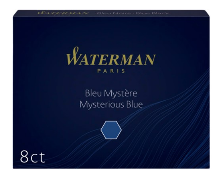 WATERMAN
PARIS
Bleu Mystère
Mysterious Blue
8ct